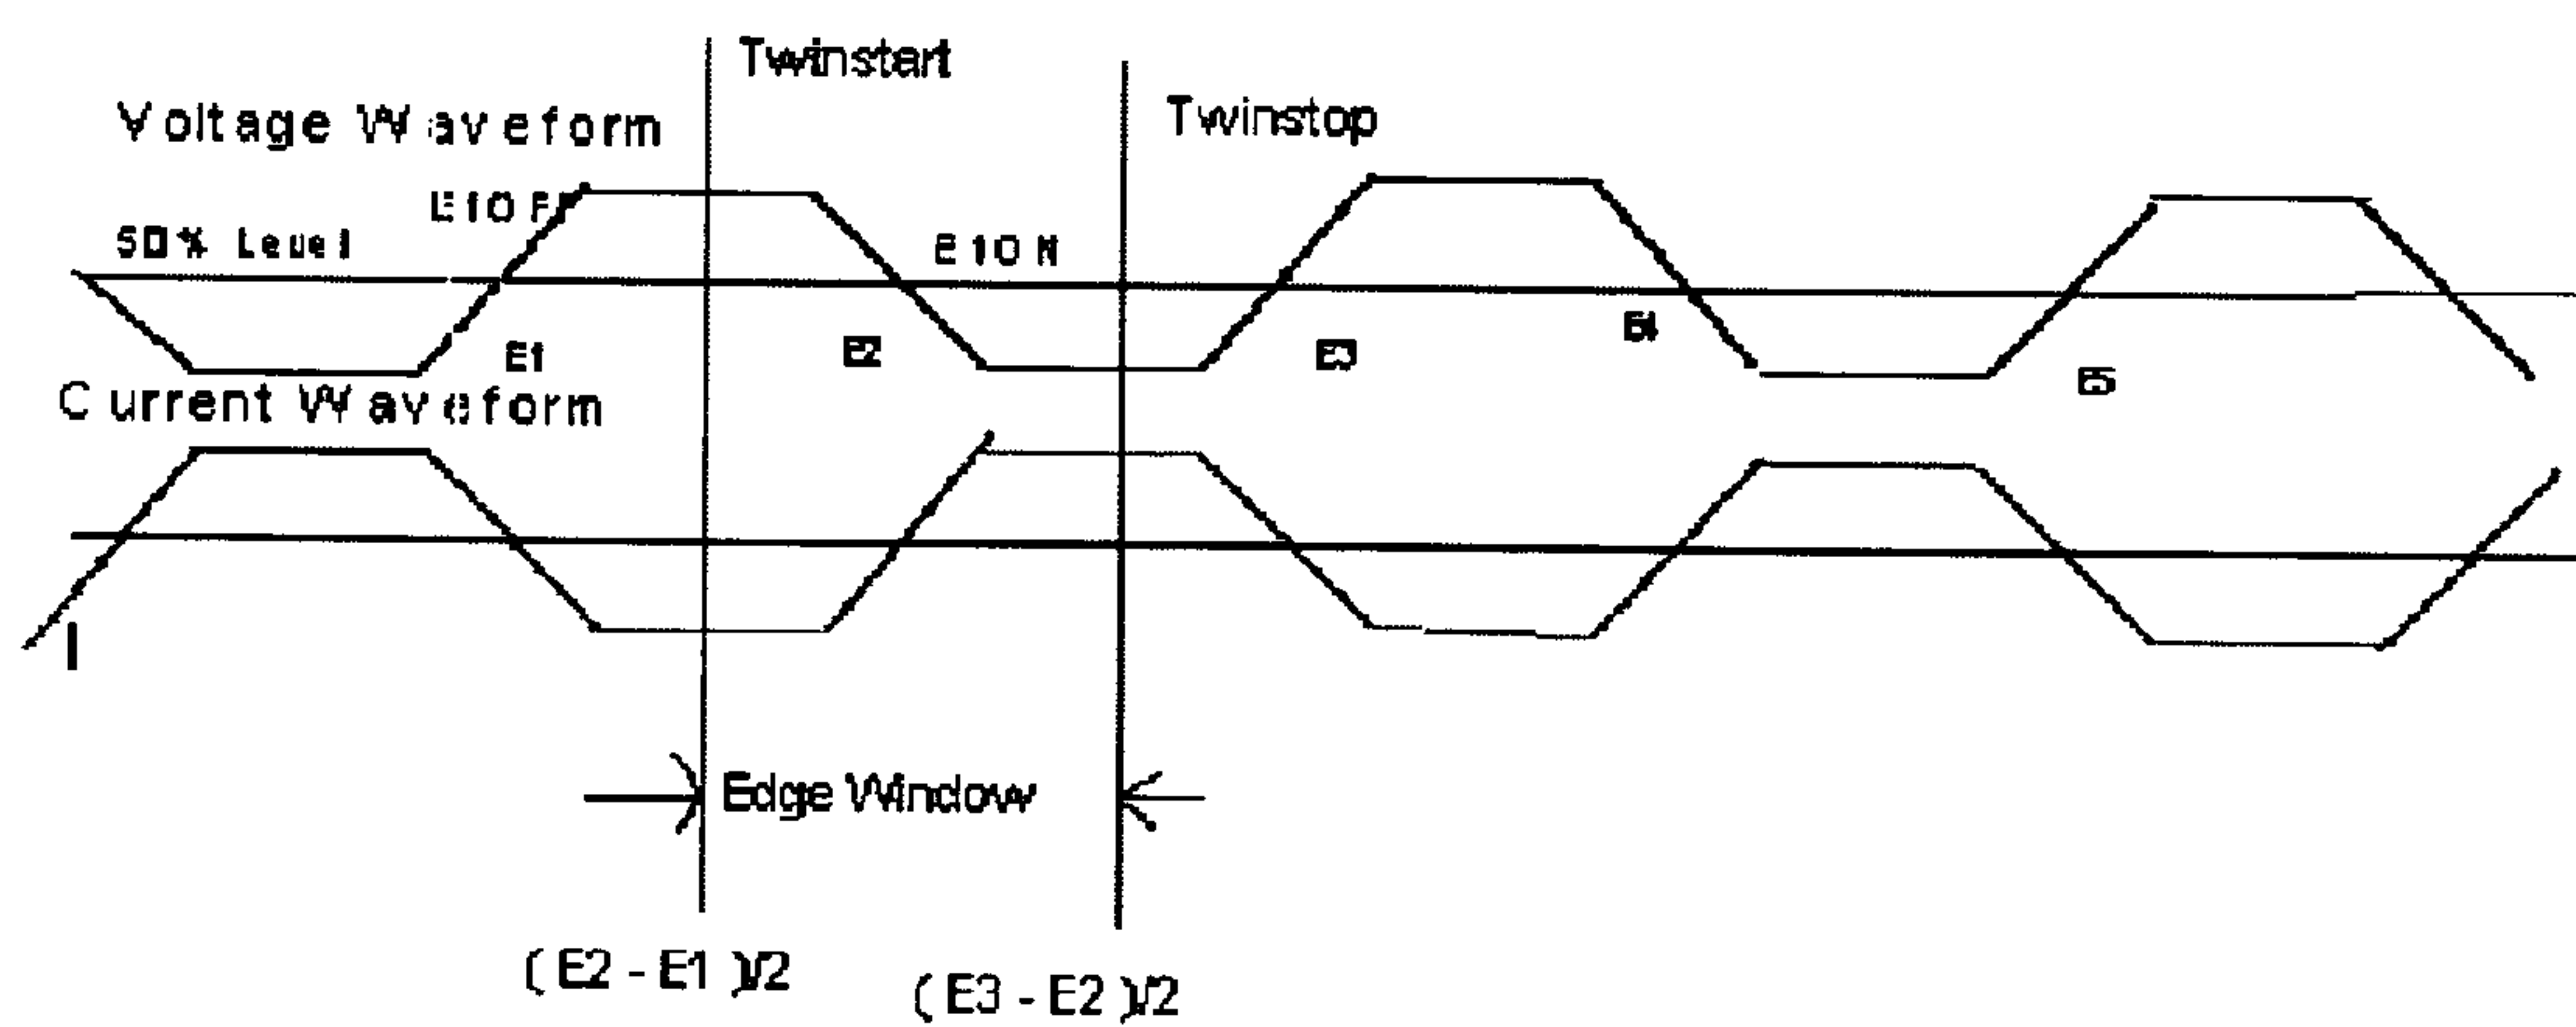 Twinstart
Voltage Waveform
Twinstop
50% Level
E1ON
E1
E2
E3
E4
E5
Current Waveform
Edge Window
(E2 - E1)/2
(E3 - E2)/2